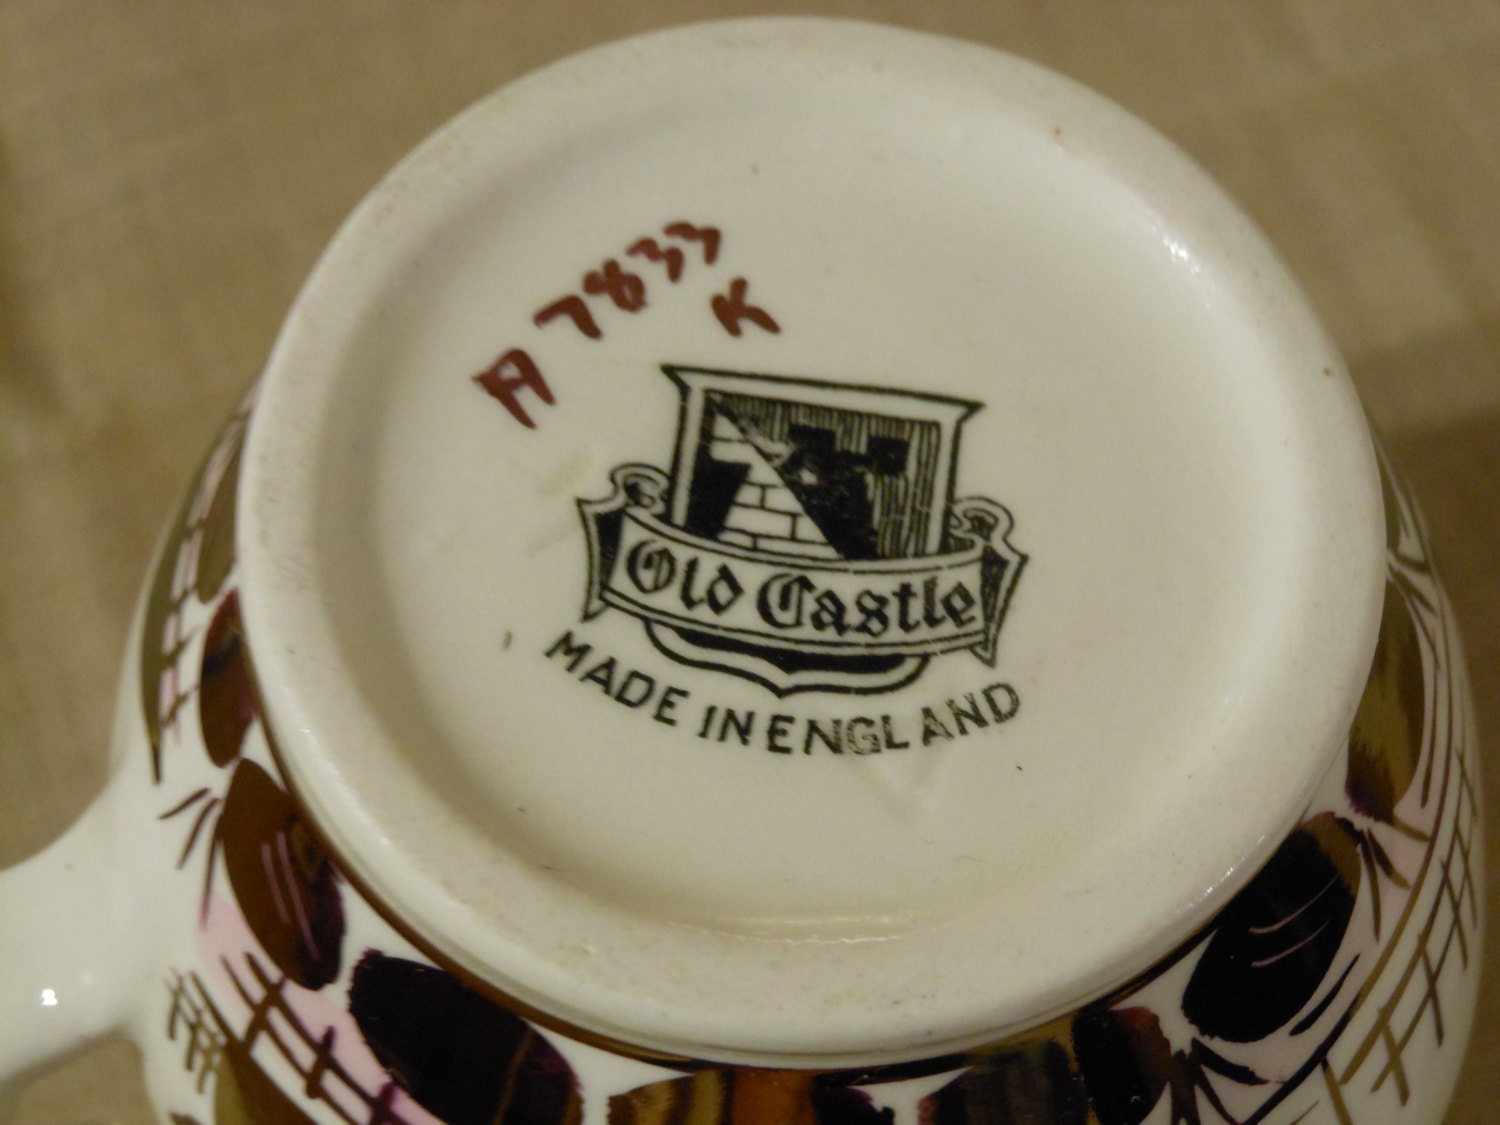 A 7833
K
Old Castle
MADE IN ENGLAND